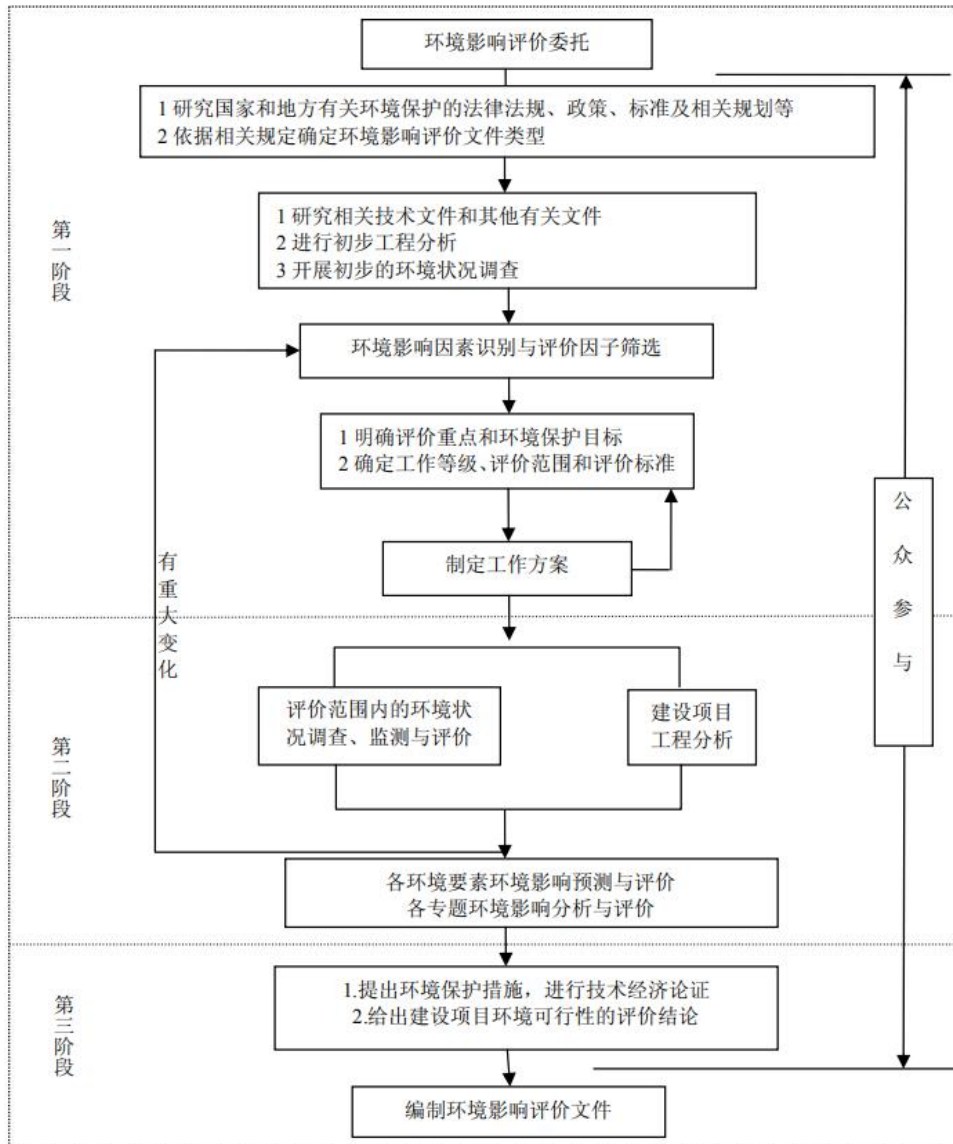 环境影响评价委托
1 研究国家和地方有关环境保护的法律法规、政策、标准及相关规划等
2 依据相关规定确定环境影响评价文件类型
第一阶段
1 研究相关技术文件和其他有关文件
2 进行初步工程分析
3 开展初步的环境状况调查
环境影响因素识别与评价因子筛选
1 明确评价重点和环境保护目标
2 确定工作等级、评价范围和评价标准
制定工作方案
有重大变化
公众参与
第二阶段
评价范围内的环境状
况调查、监测与评价
建设项目
工程分析
各环境要素环境影响预测与评价
各专题环境影响分析与评价
第三阶段
1.提出环境保护措施，进行技术经济论证
2.给出建设项目环境可行性的评价结论
编制环境影响评价文件